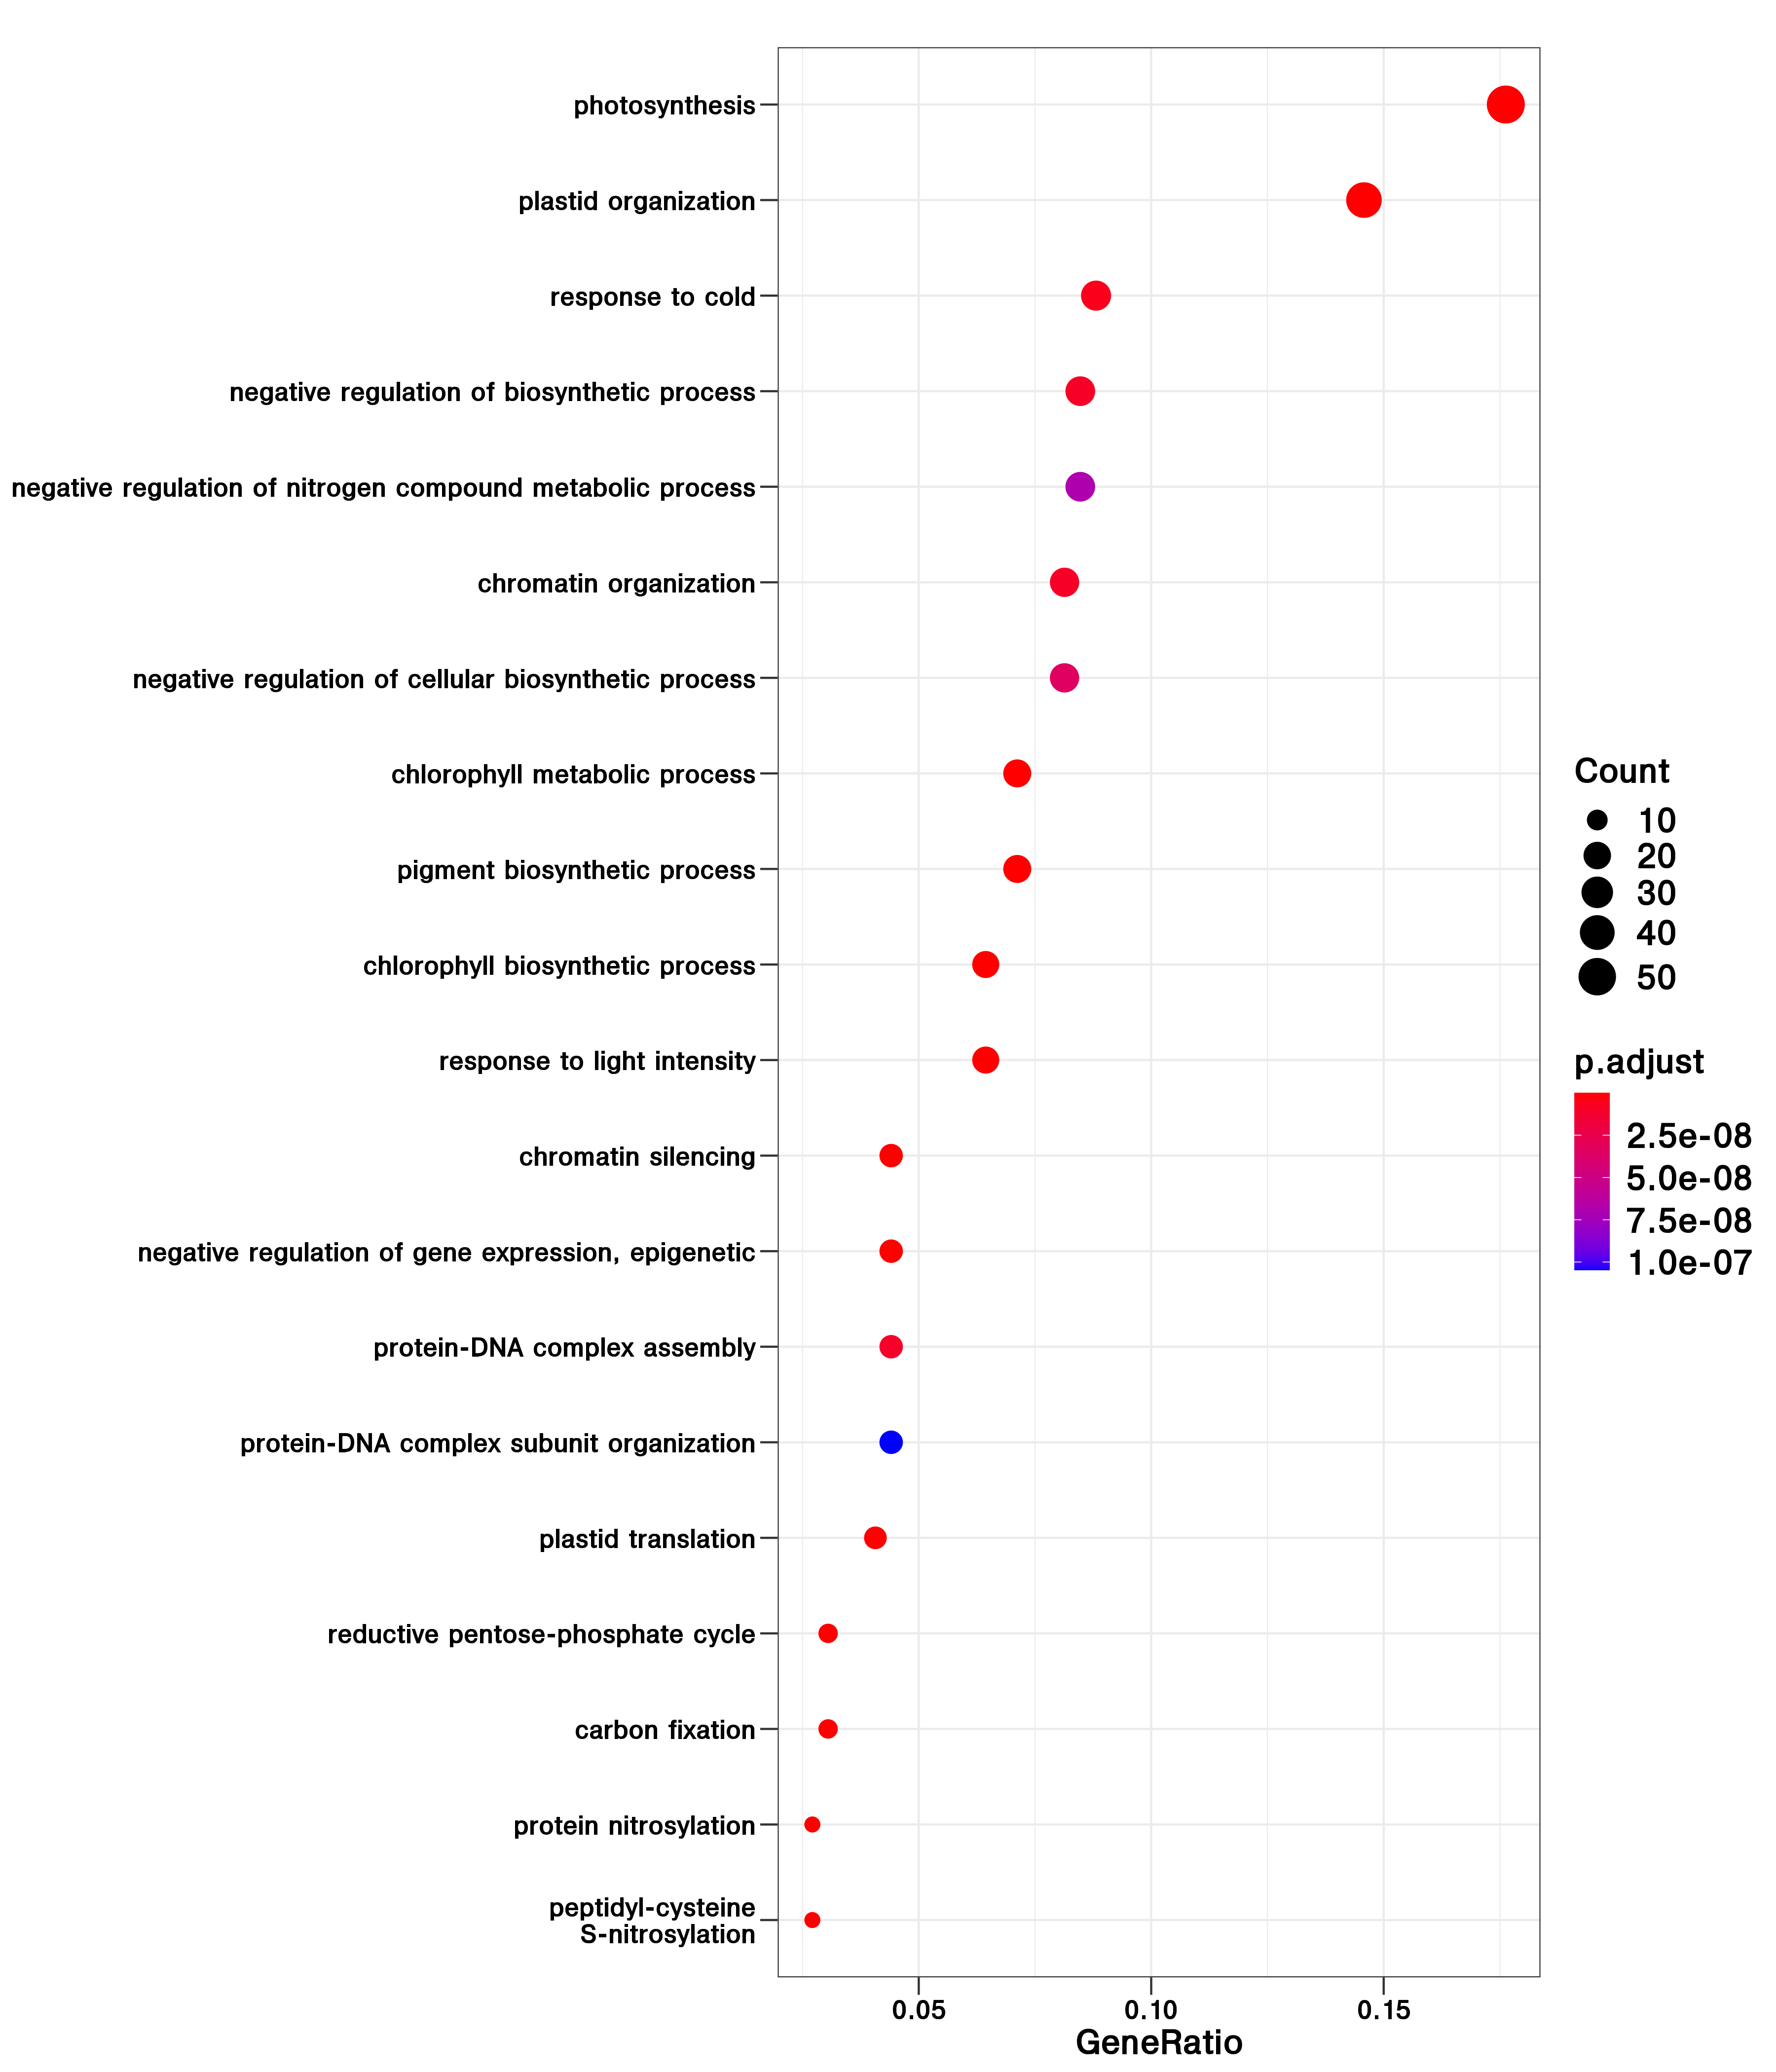 photosynthesis
plastid organization
response to cold
negative regulation of biosynthetic process
negative regulation of nitrogen compound metabolic process
chromatin organization
negative regulation of cellular biosynthetic process
chlorophyll metabolic process
pigment biosynthetic process
chlorophyll biosynthetic process
response to light intensity
chromatin silencing
negative regulation of gene expression, epigenetic
protein-DNA complex assembly
protein-DNA complex subunit organization
plastid translation
reductive pentose-phosphate cycle
carbon fixation
protein nitrosylation
peptidyl-cysteine
S-nitrosylation
0.05 0.10 0.15
GeneRatio
Count
10
20
30
40
50
p.adjust
2.5e-08
5.0e-08
7.5e-08
1.0e-07